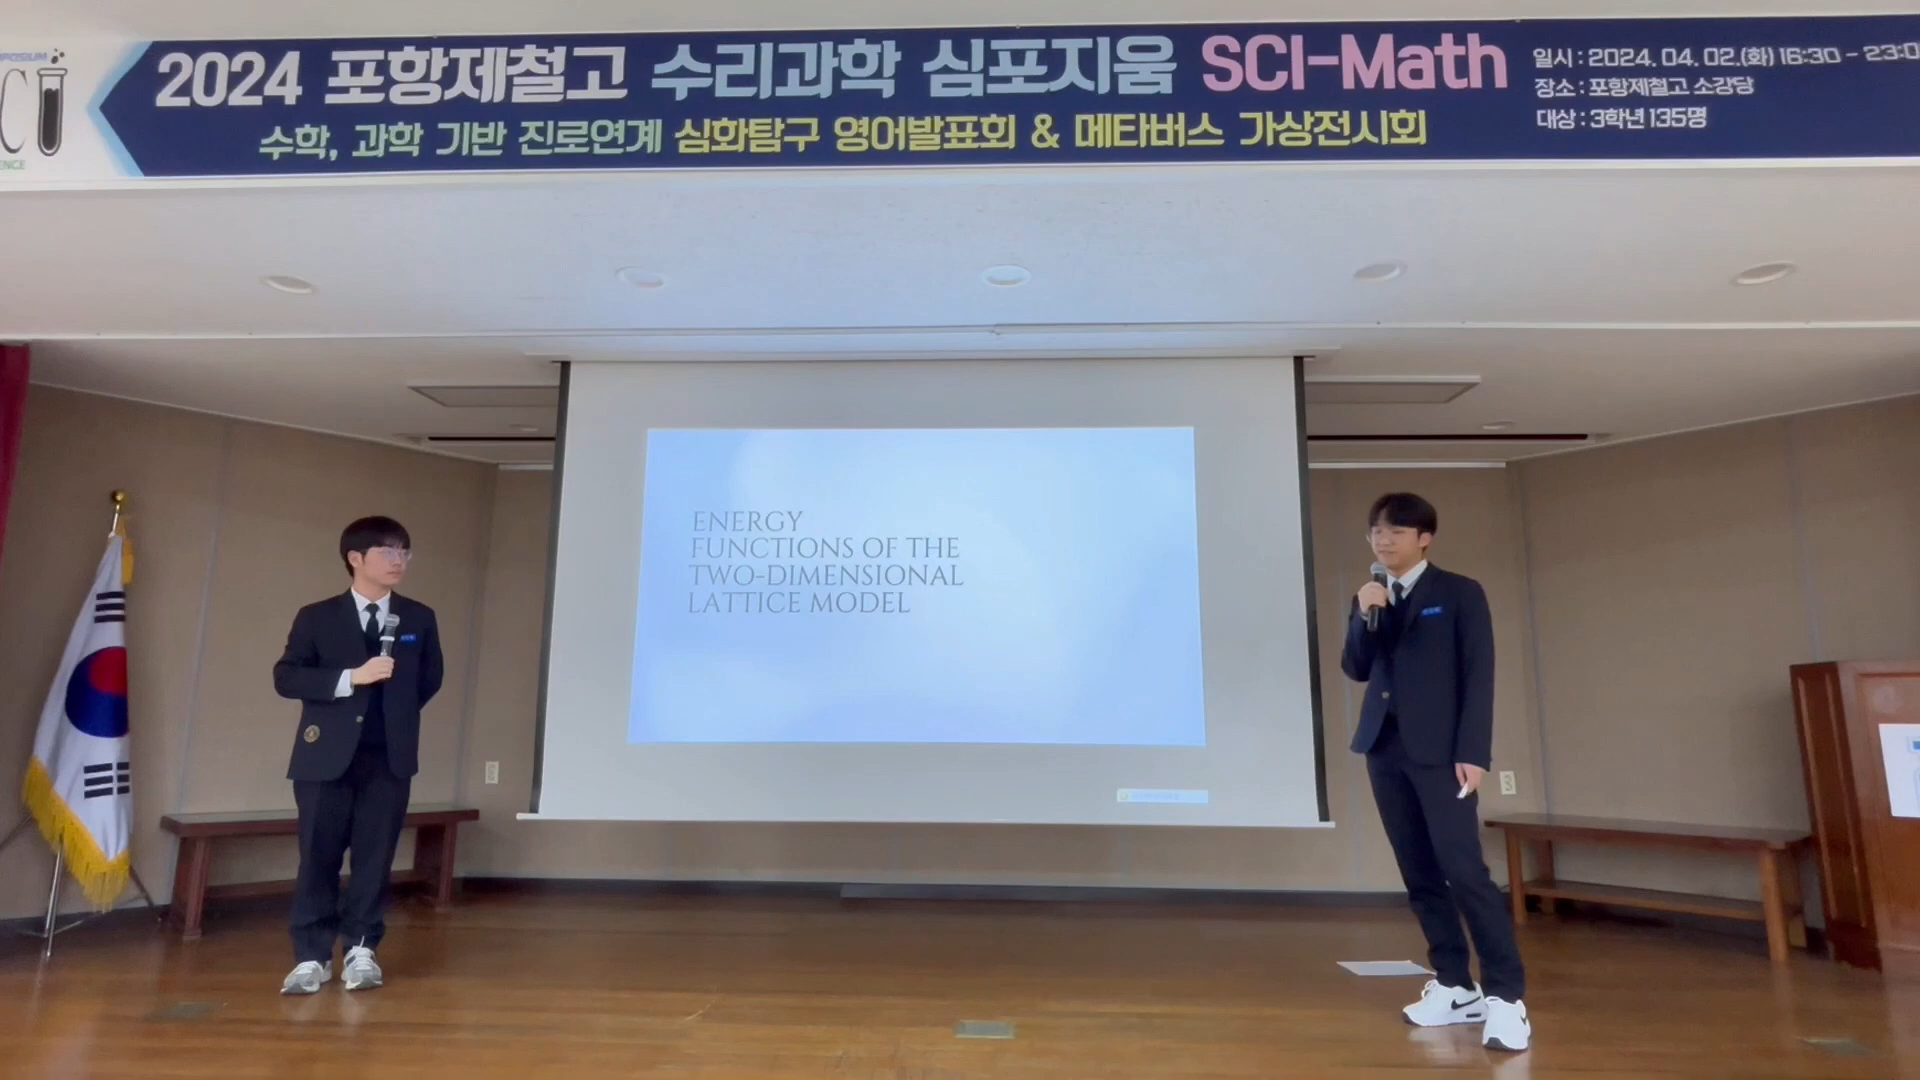 2024 포항제철고 수리과학 심포지움 SCI-Math
수학, 과학 기반 진로연계 심화탐구 영어발표회 & 메타버스 가상전시회
일시 : 2024. 04. 02.(화) 16:30 - 23:0
장소 : 포항제철고 소강당
대상 : 3학년 135명
ENERGY
FUNCTIONS OF THE
TWO-DIMENSIONAL
LATTICE MODEL